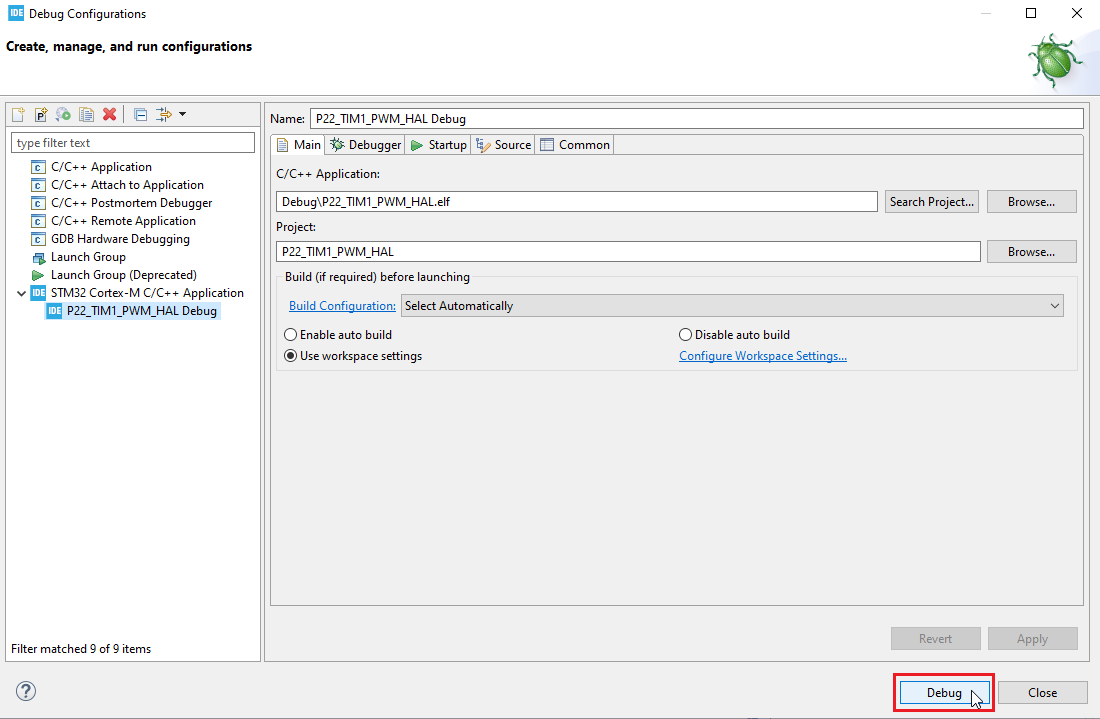 IDE Debug Configurations
Create, manage, and run configurations
P
type filter text
C C/C++ Application
C C/C++ Attach to Application
C C/C++ Postmortem Debugger
C C/C++ Remote Application
C GDB Hardware Debugging
Launch Group
Launch Group (Deprecated)
IDE STM32 Cortex-M C/C++ Application
IDE P22_TIM1_PWM_HAL Debug
Filter matched 9 of 9 items
Name: P22_TIM1_PWM_HAL Debug
Main Debugger Startup Source Common
C/C++ Application:
Debug\P22_TIM1_PWM_HAL.elf Search Project... Browse...
Project:
P22_TIM1_PWM_HAL Browse...
Build (if required) before launching
Build Configuration: Select Automatically
Enable auto build Disable auto build
Use workspace settings Configure Workspace Settings...
Revert Apply
? Debug Close